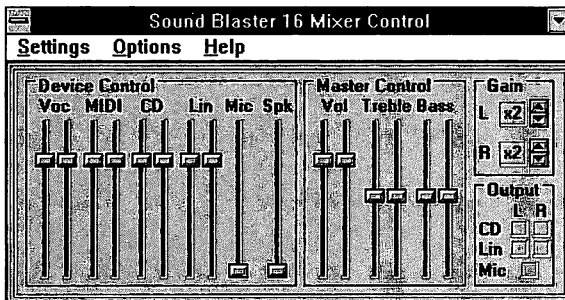 Sound Blaster 16 Mixer Control
Settings Options Help
Device Control
Voc MIDI CD Lin Mic Spk
Master Control
Vol Treble Bass
Gain
L x2
R x2
Output
L R
CD
Lin
Mic